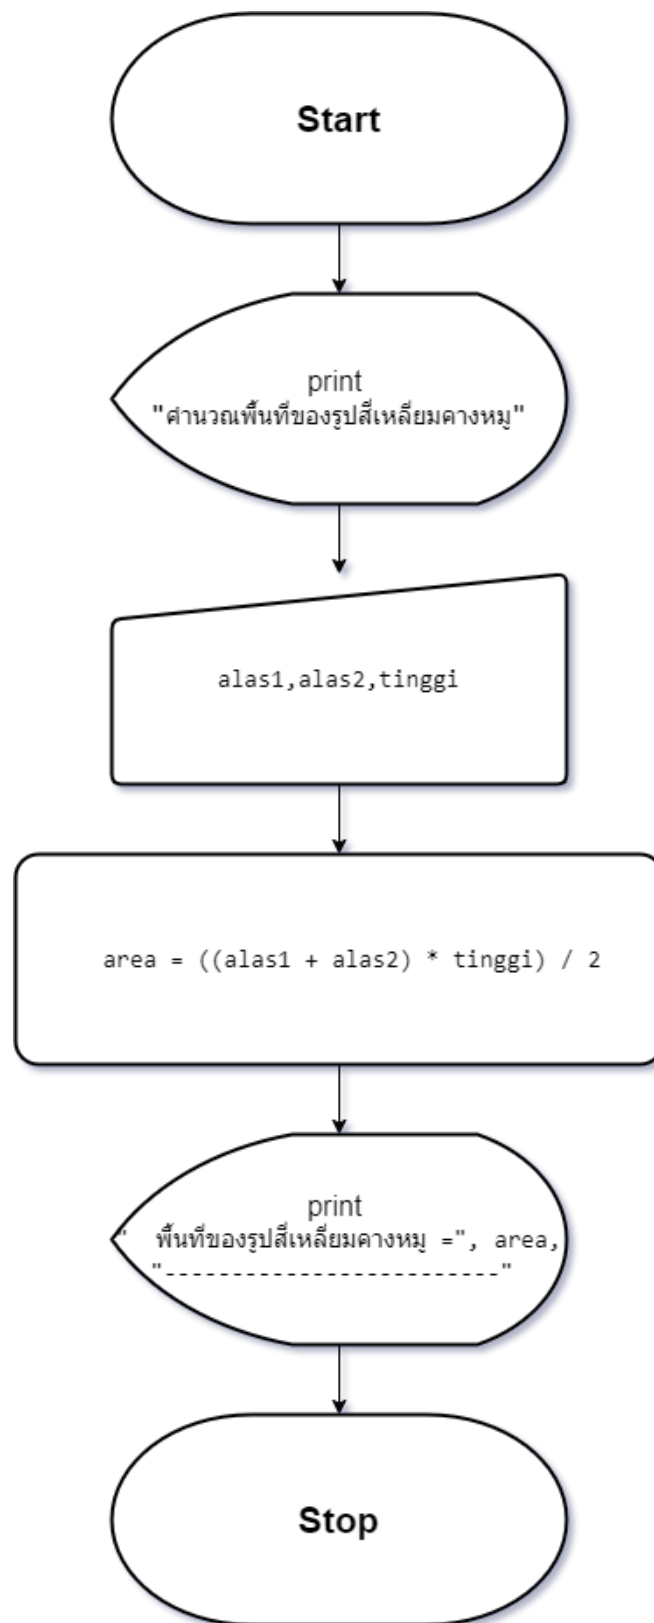 Start
print
"คำนวณพื้นที่ของรูปสี่เหลี่ยมคางหมู"
alas1,alas2,tinggi
area = ((alas1 + alas2) * tinggi) / 2
print
"  พื้นที่ของรูปสี่เหลี่ยมคางหมู =", area,
"-------------------------"
Stop